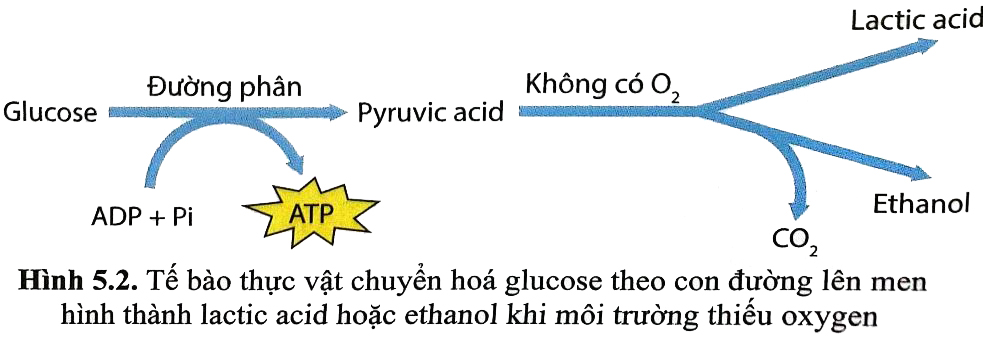 Lactic acid
Đường phân
Không có O₂
Glucose
Pyruvic acid
ADP + Pi
ATP
Ethanol
CO₂
Hình 5.2. Tế bào thực vật chuyển hoá glucose theo con đường lên men
hình thành lactic acid hoặc ethanol khi môi trường thiếu oxygen